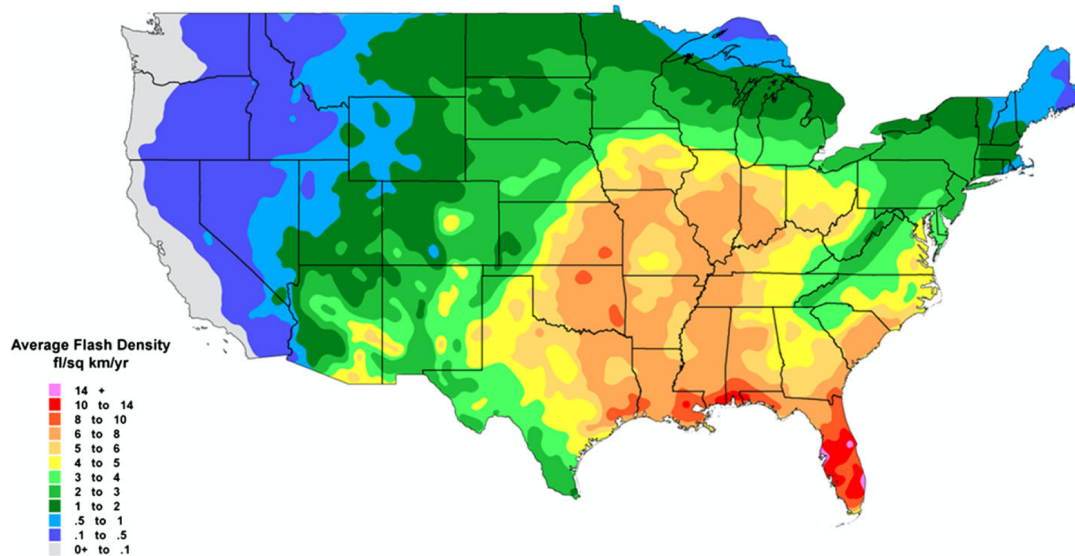 Average Flash Density
fl/sq km/yr
14 +
10 to 14
8 to 10
6 to 8
5 to 6
4 to 5
3 to 4
2 to 3
1 to 2
.5 to 1
.1 to .5
0+ to .1